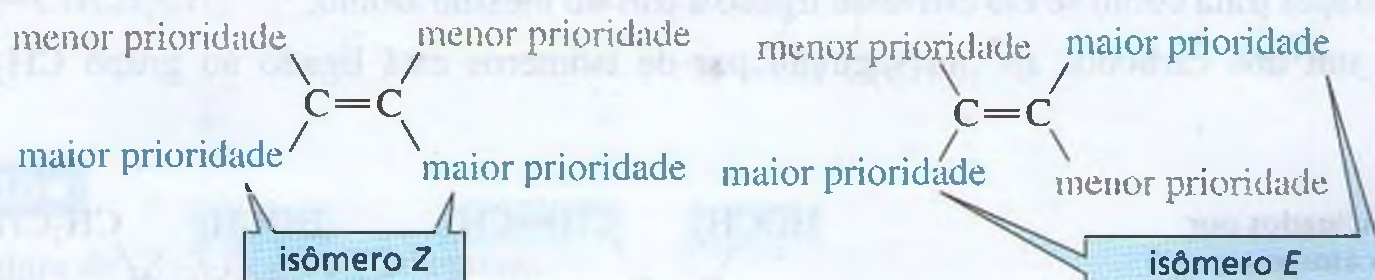 menor prioridade menor prioridade
C=C
maior prioridade maior prioridade
isômero Z
menor prioridade maior prioridade
C=C
maior prioridade menor prioridade
isômero E